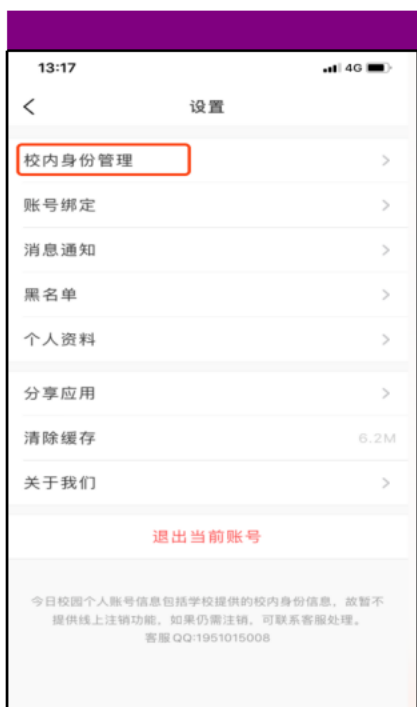 13:17
4G
设置
校内身份管理
账号绑定
消息通知
黑名单
个人资料
分享应用
清除缓存 6.2M
关于我们
退出当前账号
今日校园个人账号信息包括学校提供的校内身份信息，故暂不
提供线上注销功能，如果仍需注销，可联系客服处理。
客服QQ:1951015008